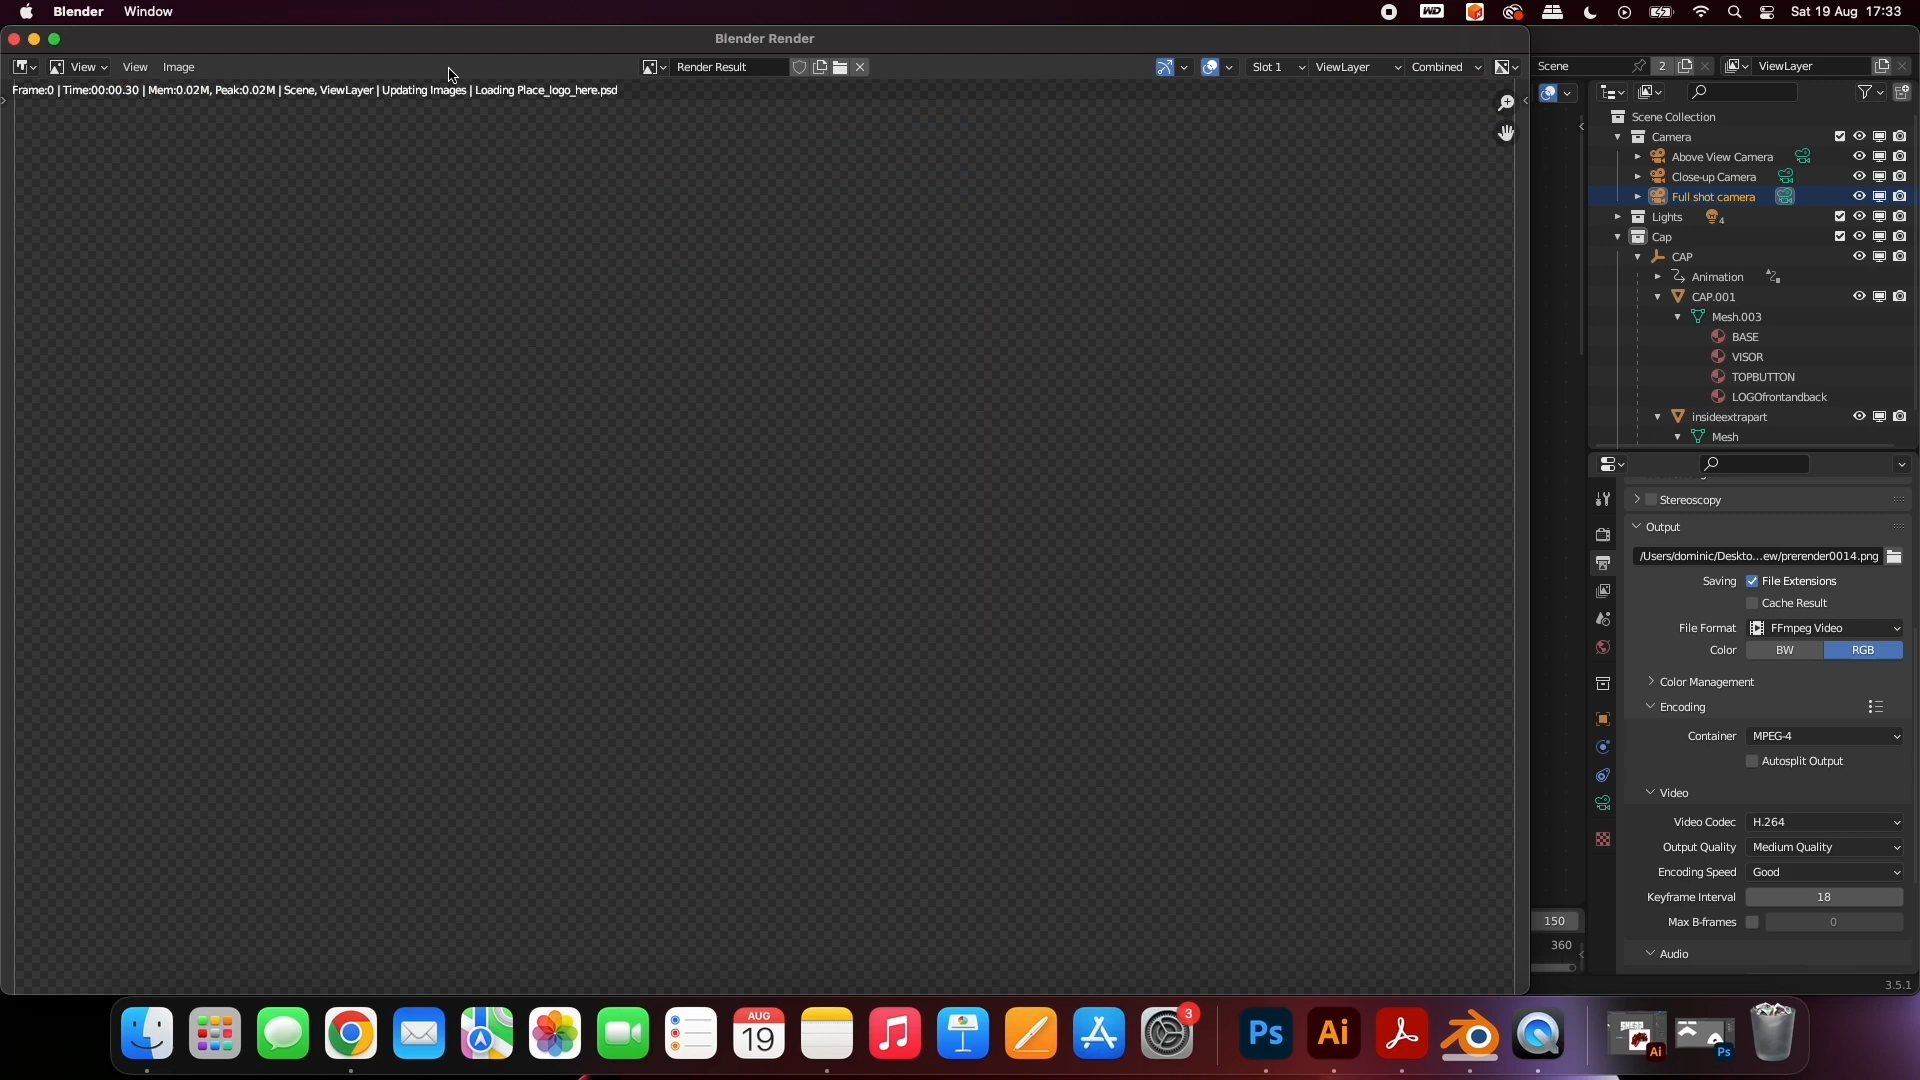 Blender Window
WD
Sat 19 Aug 17:33
Blender Render
View View Image
Render Result
Slot 1 ViewLayer Combined
Frame:0 | Time:00:00.30 | Mem:0.02M, Peak:0.02M | Scene, ViewLayer | Updating Images | Loading Place_logo_here.psd
Scene 2 ViewLayer
Scene Collection
Camera
Above View Camera
Close-up Camera
Full shot camera
Lights 4
Cap
CAP
Animation
CAP.001
Mesh.003
BASE
VISOR
TOPBUTTON
LOGOfrontandback
insideextrapart
Mesh
Stereoscopy
Output
/Users/dominic/Deskto...ew/prerender0014.png
Saving File Extensions
Cache Result
File Format FFmpeg Video
Color BW RGB
Color Management
Encoding
Container MPEG-4
Autosplit Output
Video
Video Codec H.264
Output Quality Medium Quality
Encoding Speed Good
Keyframe Interval 18
Max B-frames 0
Audio
150
360
3.5.1
AUG
19
3
Ps
Ai
Ai
Ps